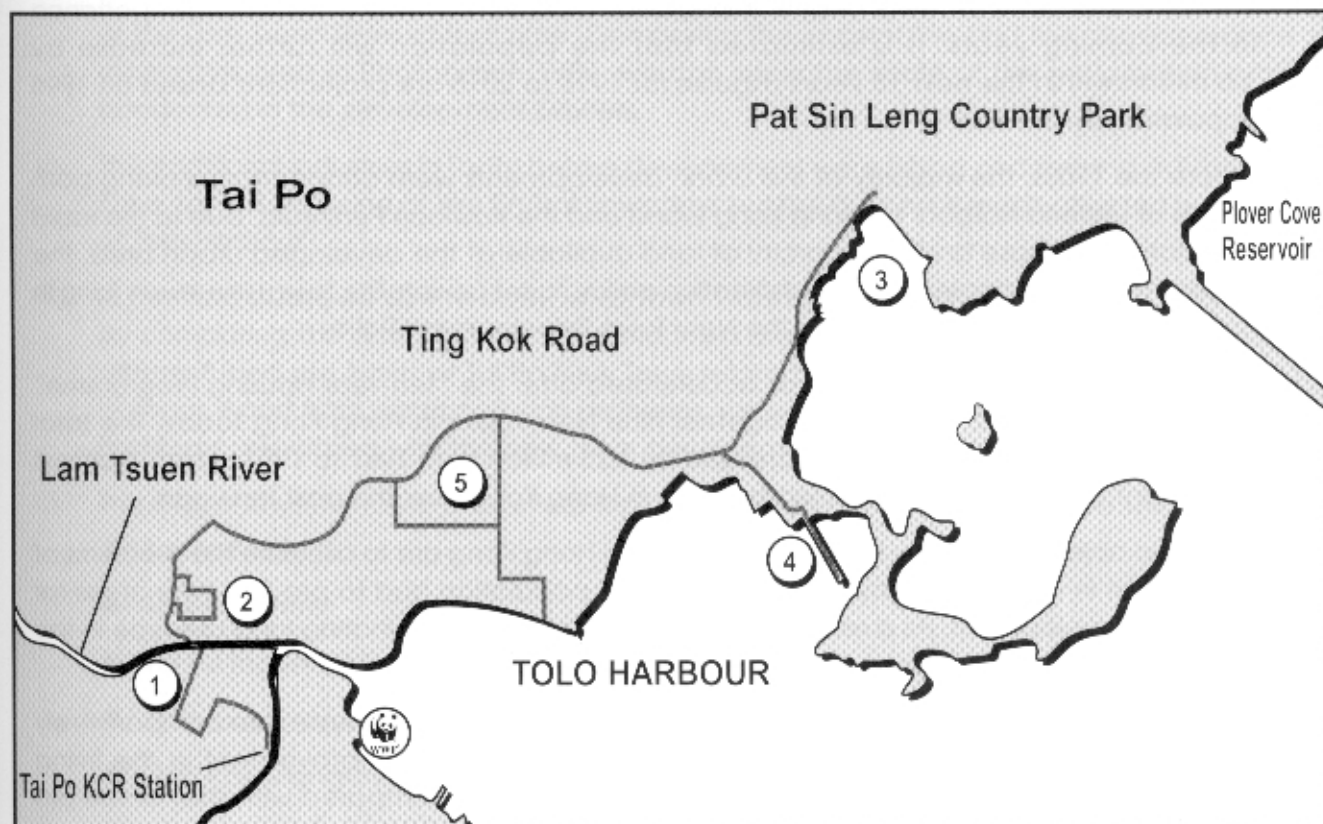 Pat Sin Leng Country Park
Tai Po
Plover Cove
Reservoir
3
Ting Kok Road
Lam Tsuen River
5
4
2
TOLO HARBOUR
1
WWF
Tai Po KCR Station